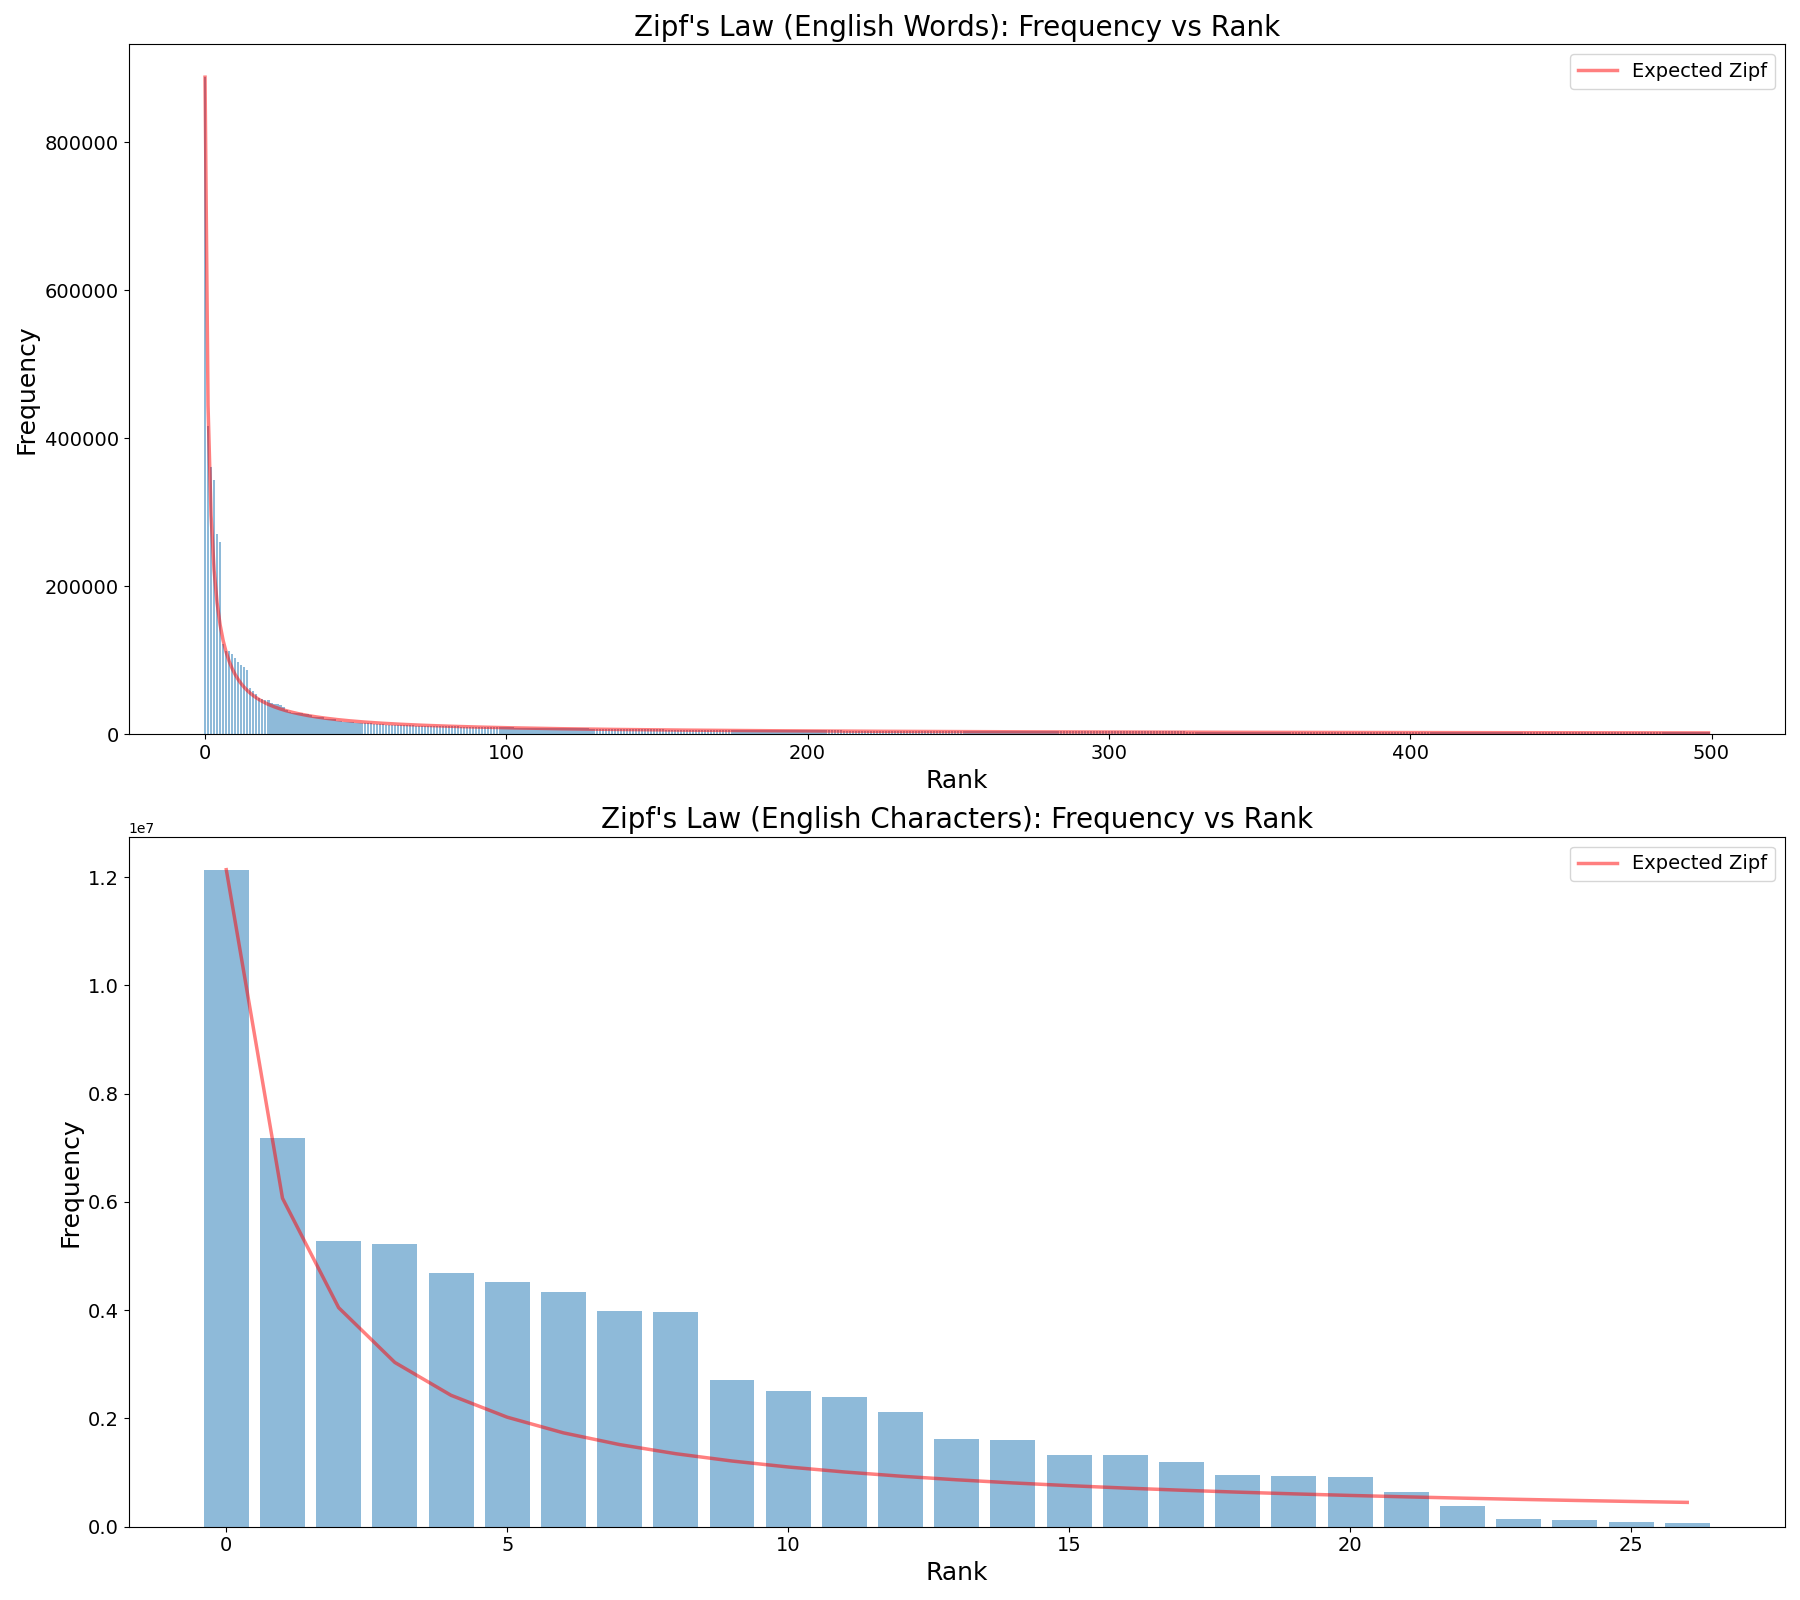 Zipf's Law (English Words): Frequency vs Rank
Expected Zipf
800000
600000
400000
200000
0
Frequency
0 100 200 300 400 500
Rank
Zipf's Law (English Characters): Frequency vs Rank
1e7
Expected Zipf
1.2
1.0
0.8
0.6
0.4
0.2
0.0
Frequency
0 5 10 15 20 25
Rank